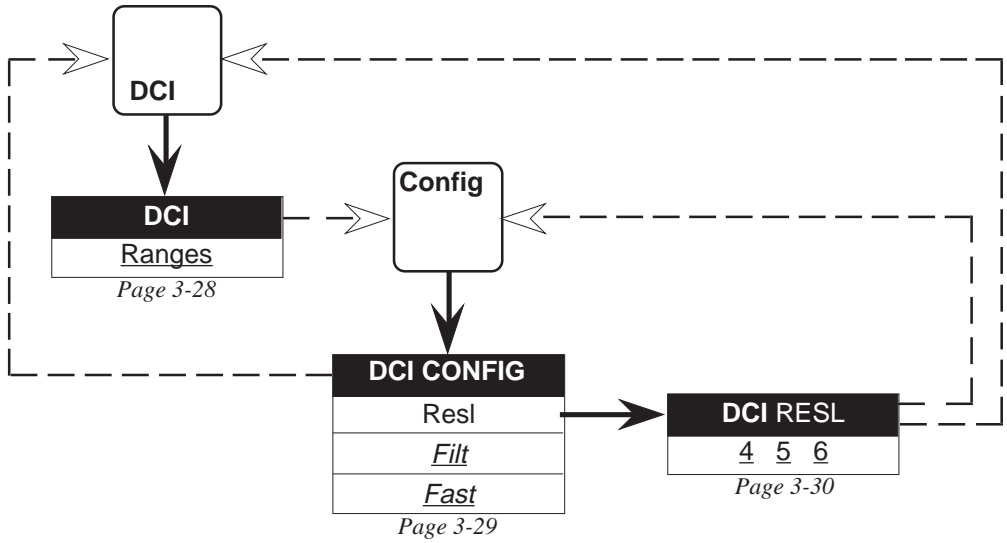 DCI
DCI
Ranges
Page 3-28
Config
DCI CONFIG
Resl
Filt
Fast
Page 3-29
DCI RESL
4 5 6
Page 3-30